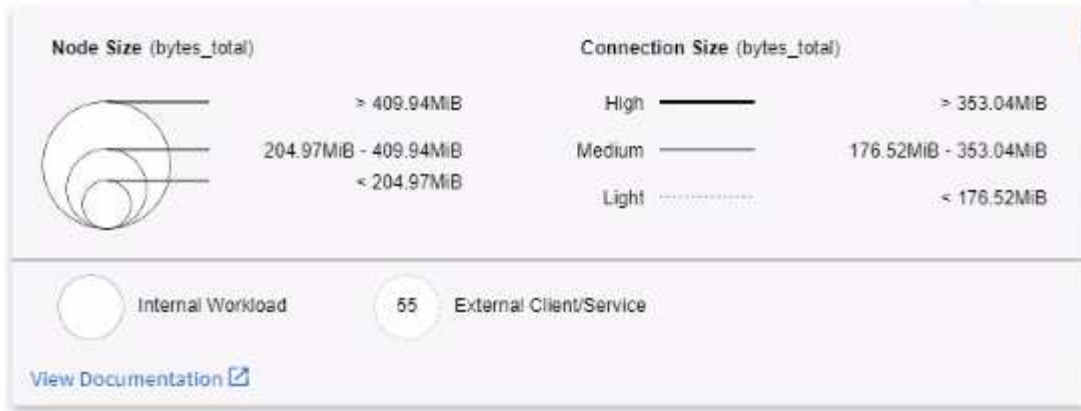 Node Size (bytes_total)
> 409.94MiB
204.97MiB - 409.94MiB
< 204.97MiB
Connection Size (bytes_total)
High > 353.04MiB
Medium 176.52MiB - 353.04MiB
Light < 176.52MiB
Internal Workload
55 External Client/Service
View Documentation